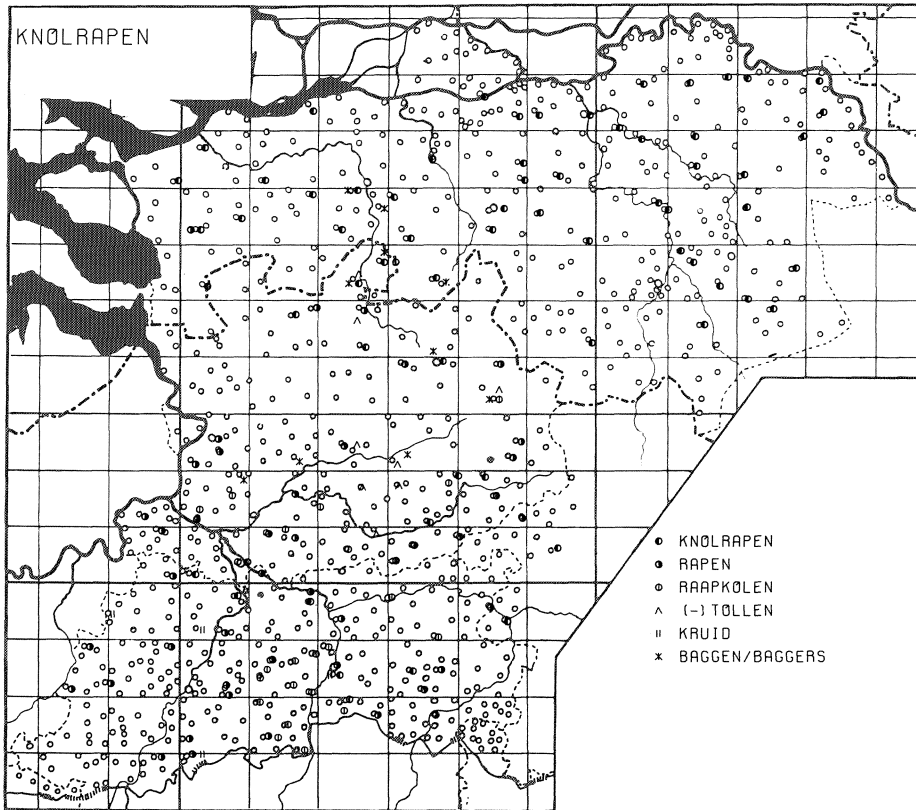 KNØLRAPEN
KNØLRAPEN
RAPEN
RAAPKØLEN
(-)TØLLEN
KRUID
BAGGEN/BAGGERS